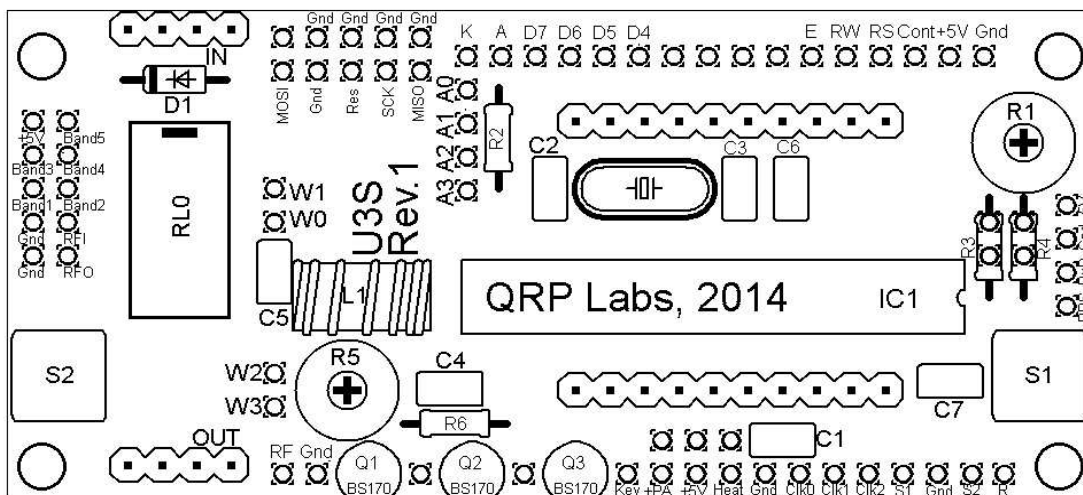 IN
Gnd Gnd Gnd Gnd
K A D7 D6 D5 D4 E RW RS Cont +5V Gnd
MOSI Gnd Res SCK MISO
D1
A0
A1
A2
A3
R2
C2
C3
C6
R1
+5V Band5
Band3 Band4
Band1 Band2
Gnd RFI
Gnd RFO
RL0
W1
W0
U3S
Rev.1
R3
R4
C5
L1
QRP Labs, 2014
IC1
S2
W2
W3
R5
C4
R6
C7
S1
OUT
C1
RF Gnd
Q1
BS170
Q2
BS170
Q3
BS170
Key +PA +5V Heat Gnd Clk0 Clk1 Clk2 S1 Gnd S2 R